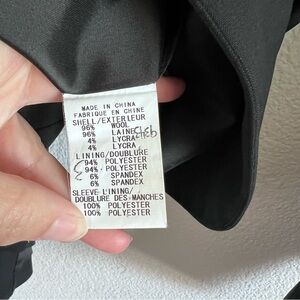 MADE IN CHINA
FABRIQUE EN CHINE
SHELL/EXTERIEUR
96% WOOL
96% LAINE
4% LYCRA
4% LYCRA
LINING/DOUBLURE
94% POLYESTER
94% POLYESTER
6% SPANDEX
6% SPANDEX
SLEEVE LINING/
DOUBLURE DES MANCHES
100% POLYESTER
100% POLYESTER